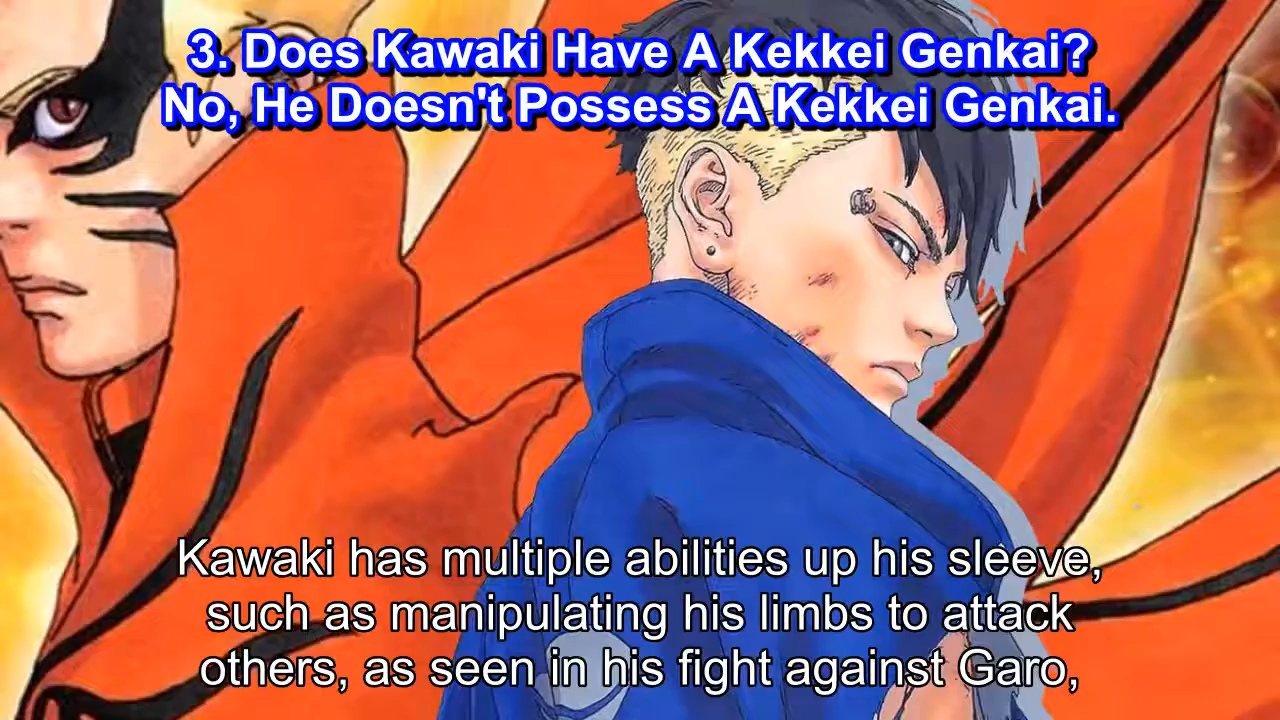 3. Does Kawaki Have A Kekkei Genkai?
No, He Doesn't Possess A Kekkei Genkai.
Kawaki has multiple abilities up his sleeve,
such as manipulating his limbs to attack
others, as seen in his fight against Garo,